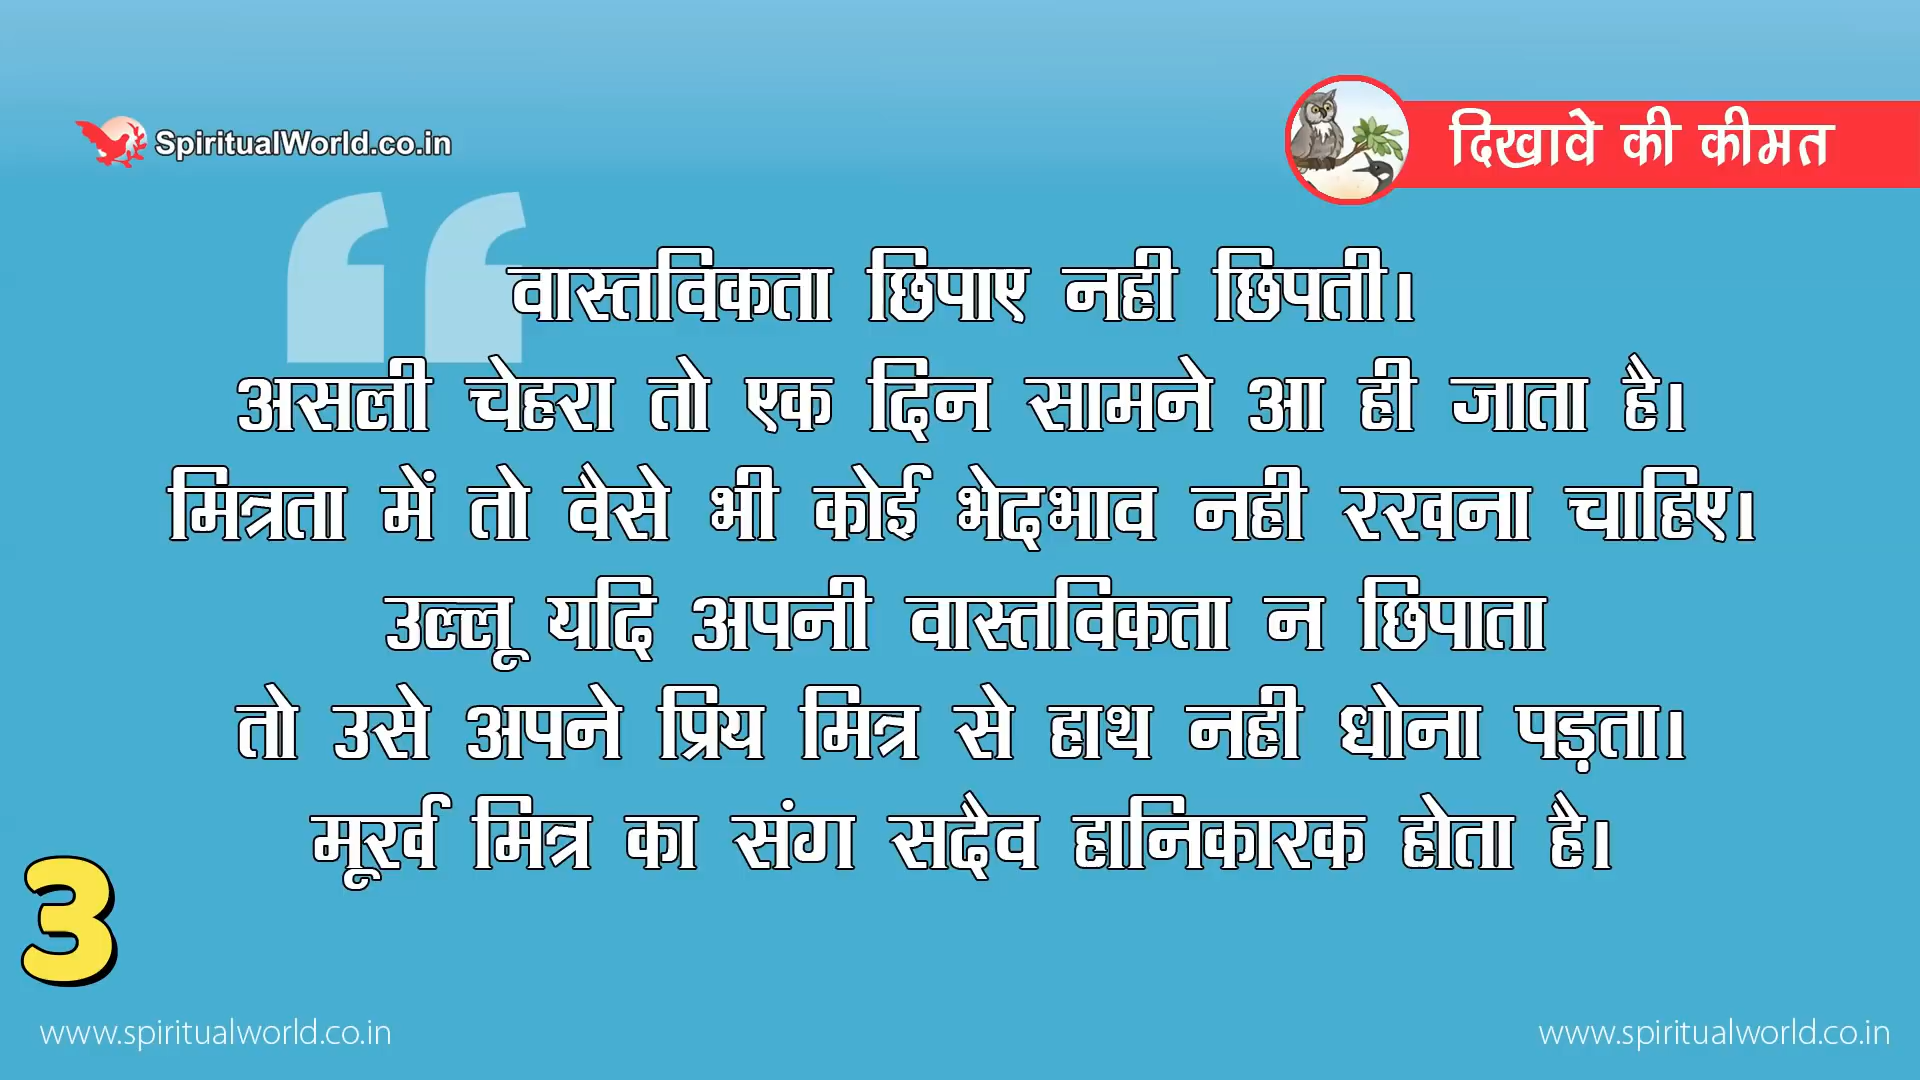 SpiritualWorld.co.in
दिखावे की कीमत
वास्तविकता छिपाए नही छिपती।
असली चेहरा तो एक दिन सामने आ ही जाता है।
मित्रता में तो वैसे भी कोई भेदभाव नही रखना चाहिए।
उल्लू यदि अपनी वास्तविकता न छिपाता
तो उसे अपने प्रिय मित्र से हाथ नही धोना पड़ता।
मूर्ख मित्र का संग सदैव हानिकारक होता है।
3
www.spiritualworld.co.in
www.spiritualworld.co.in